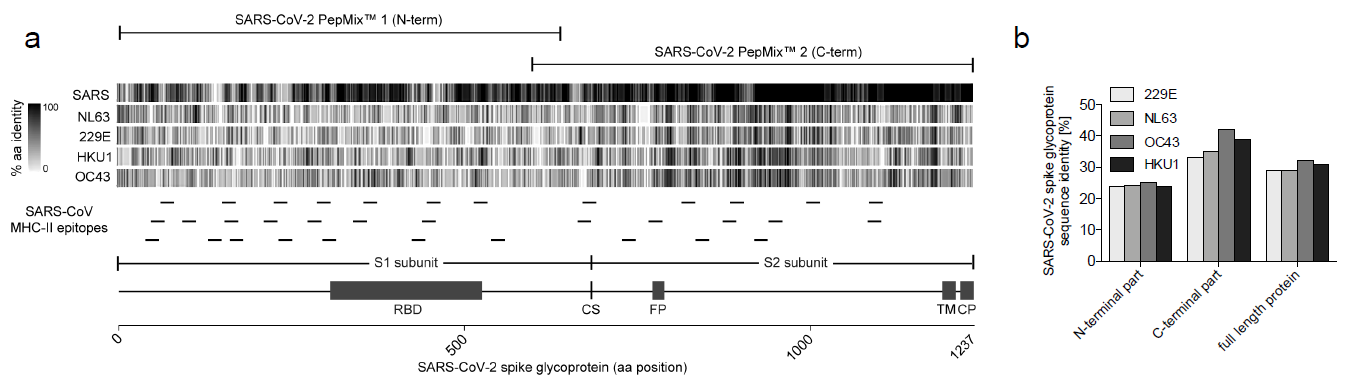 a
SARS-CoV-2 PepMix™ 1 (N-term)
SARS-CoV-2 PepMix™ 2 (C-term)
% aa identity
100
0
SARS
NL63
229E
HKU1
OC43
SARS-CoV
MHC-II epitopes
S1 subunit
S2 subunit
RBD
CS
FP
TM
CP
0
500
1000
1237
SARS-CoV-2 spike glycoprotein (aa position)
b
SARS-CoV-2 spike glycoprotein
sequence identity [%]
50
40
30
20
10
0
229E
NL63
OC43
HKU1
N-terminal part
C-terminal part
full length protein